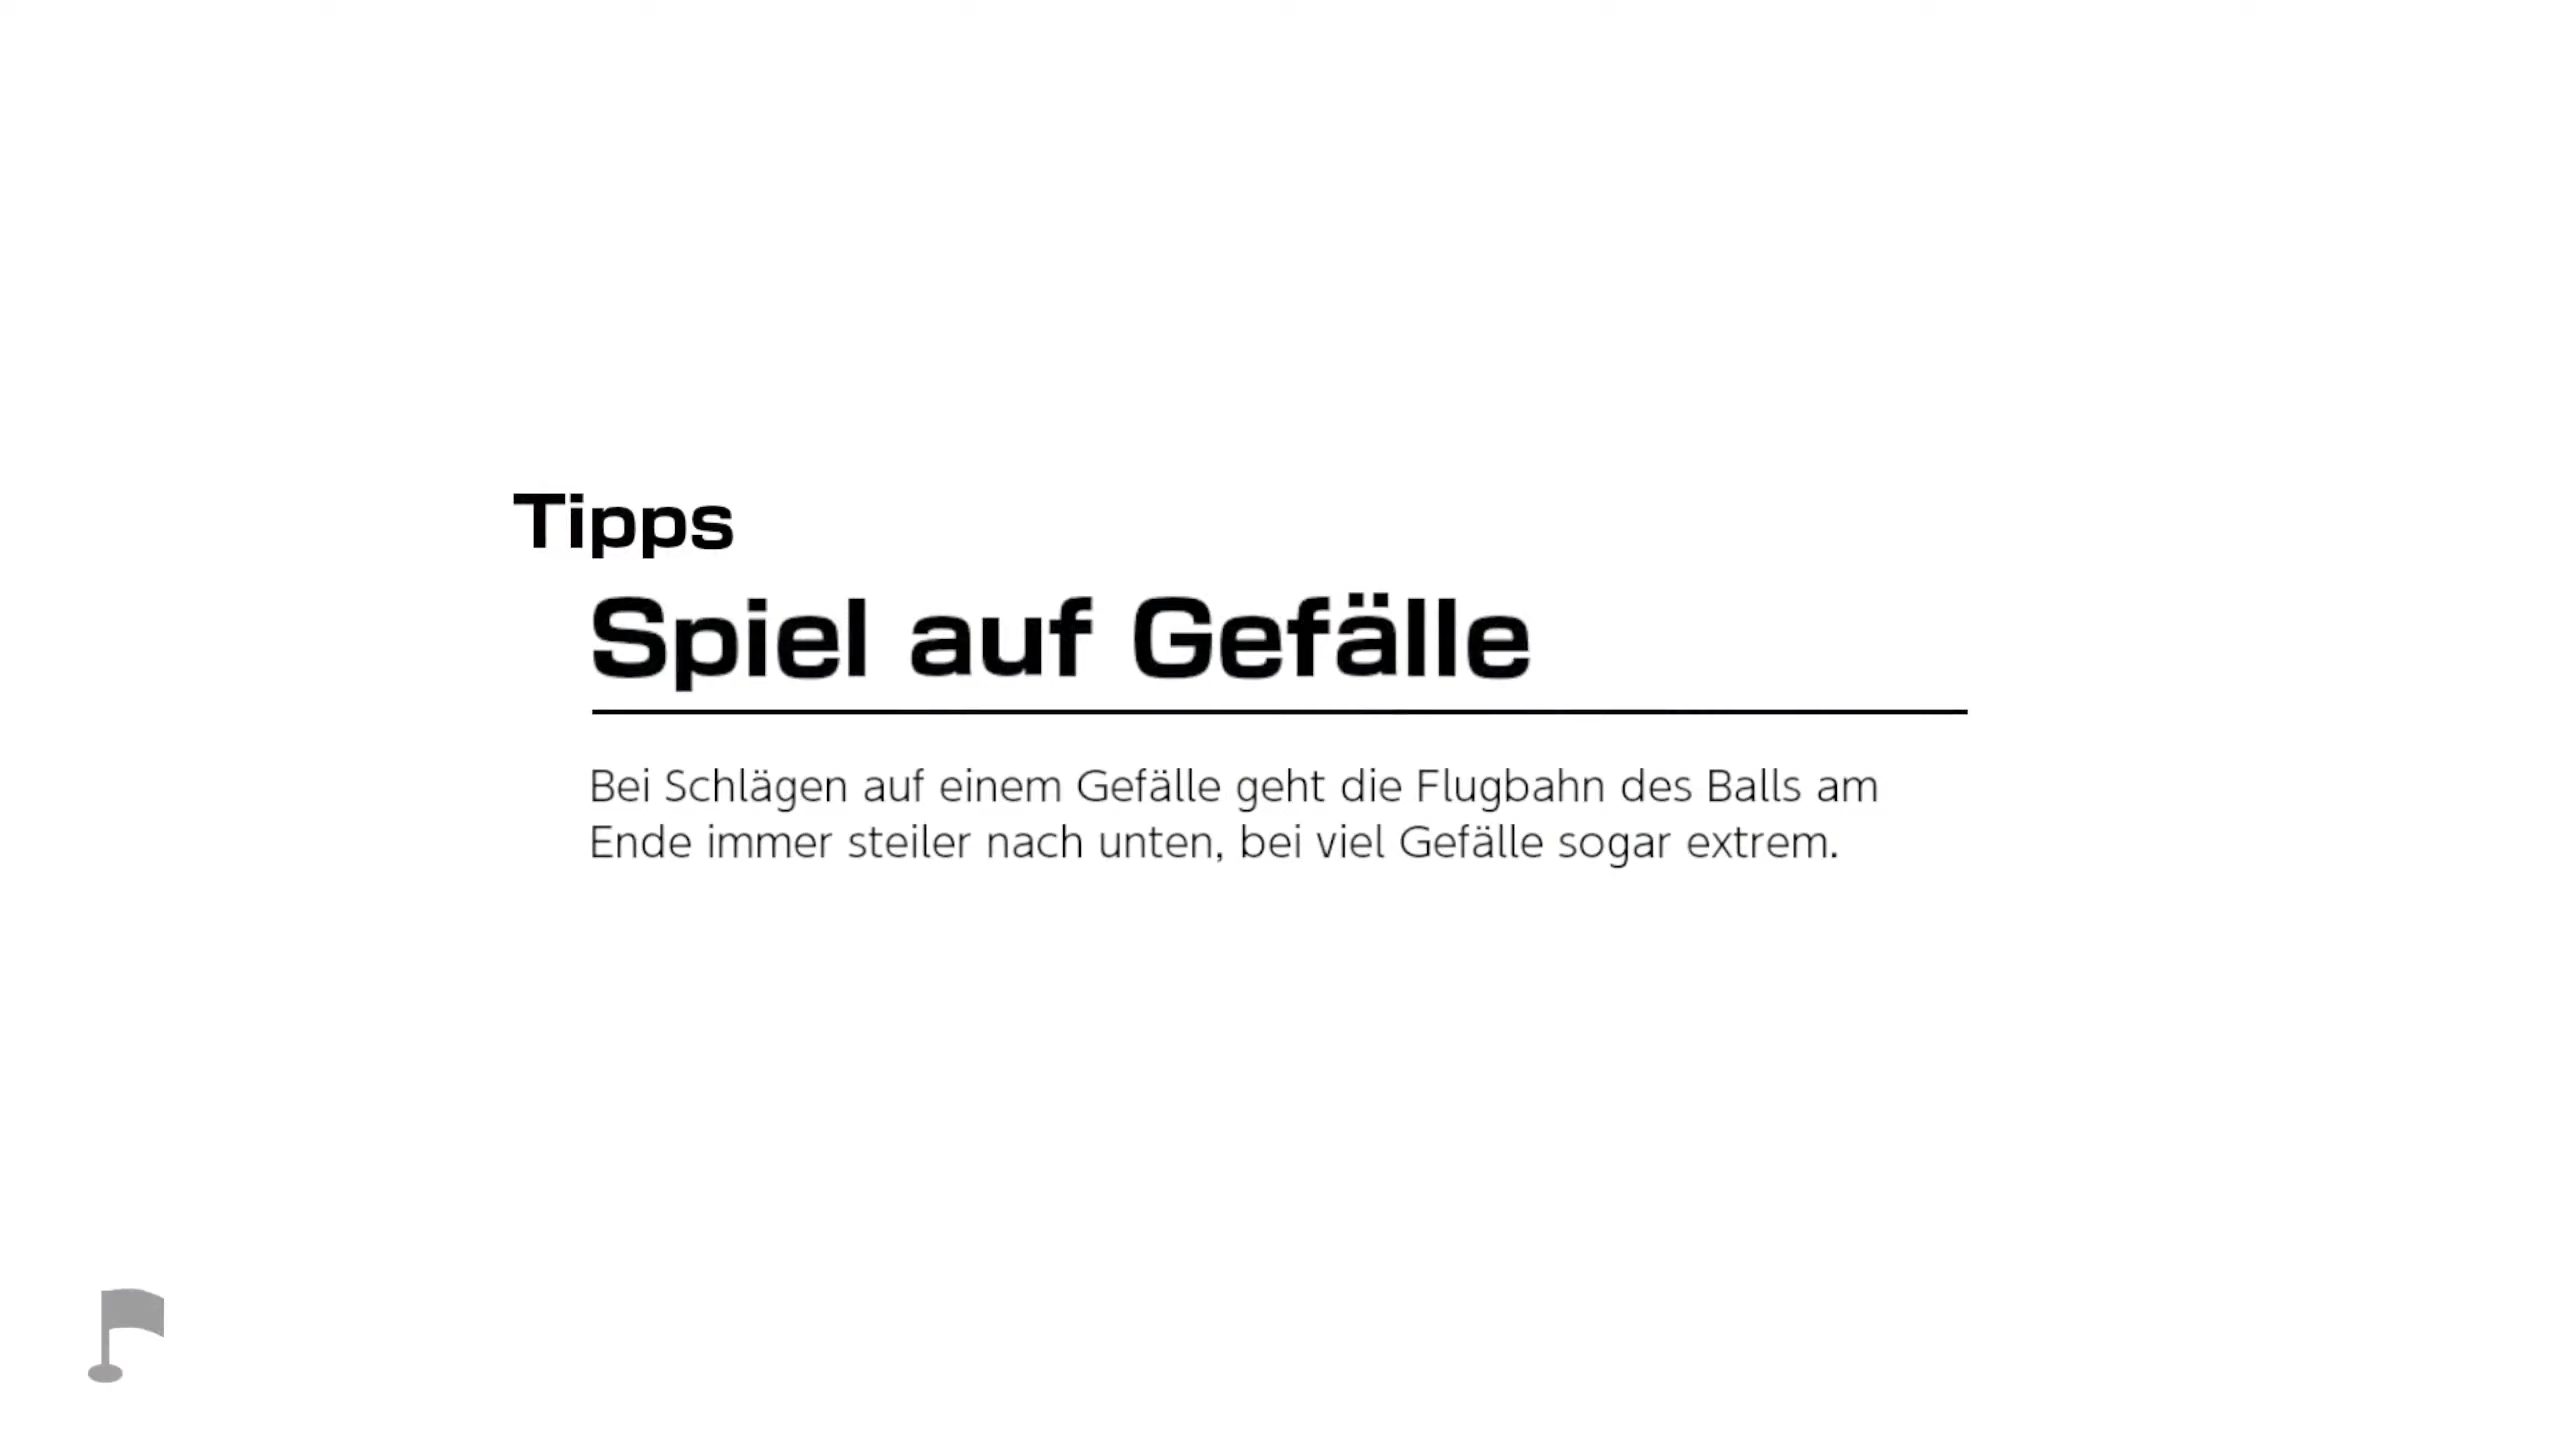 Tipps
Spiel auf Gefälle
Bei Schlägen auf einem Gefälle geht die Flugbahn des Balls am
Ende immer steiler nach unten, bei viel Gefälle sogar extrem.